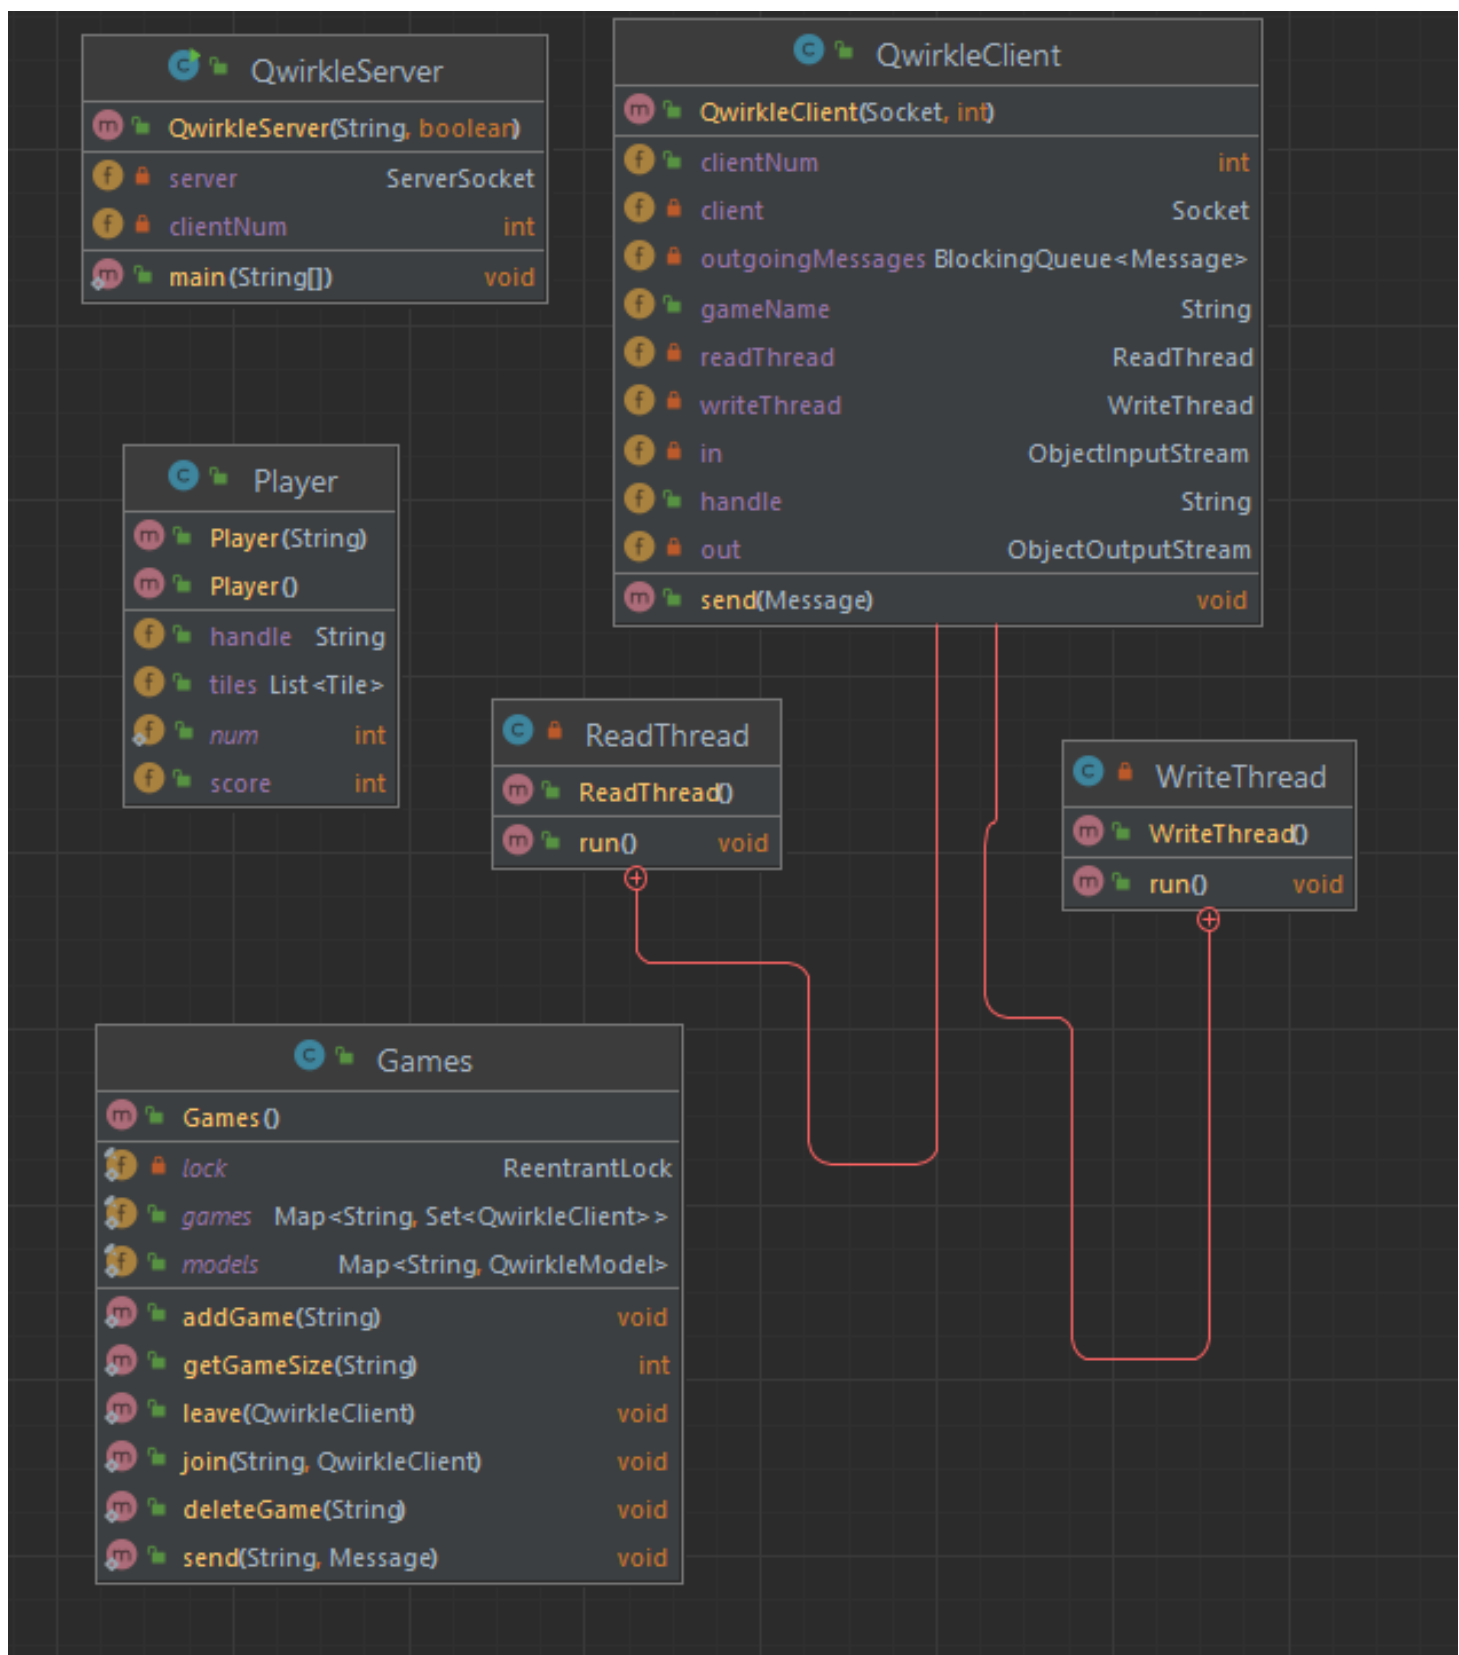 QwirkleServer
QwirkleServer(String, boolean)
server ServerSocket
clientNum int
main(String[]) void
QwirkleClient
QwirkleClient(Socket, int)
clientNum int
client Socket
outgoingMessages BlockingQueue<Message>
gameName String
readThread ReadThread
writeThread WriteThread
in ObjectInputStream
handle String
out ObjectOutputStream
send(Message) void
Player
Player(String)
Player()
handle String
tiles List<Tile>
num int
score int
ReadThread
ReadThread()
run() void
WriteThread
WriteThread()
run() void
Games
Games()
lock ReentrantLock
games Map<String, Set<QwirkleClient>>
models Map<String, QwirkleModel>
addGame(String) void
getGameSize(String) int
leave(QwirkleClient) void
join(String, QwirkleClient) void
deleteGame(String) void
send(String, Message) void